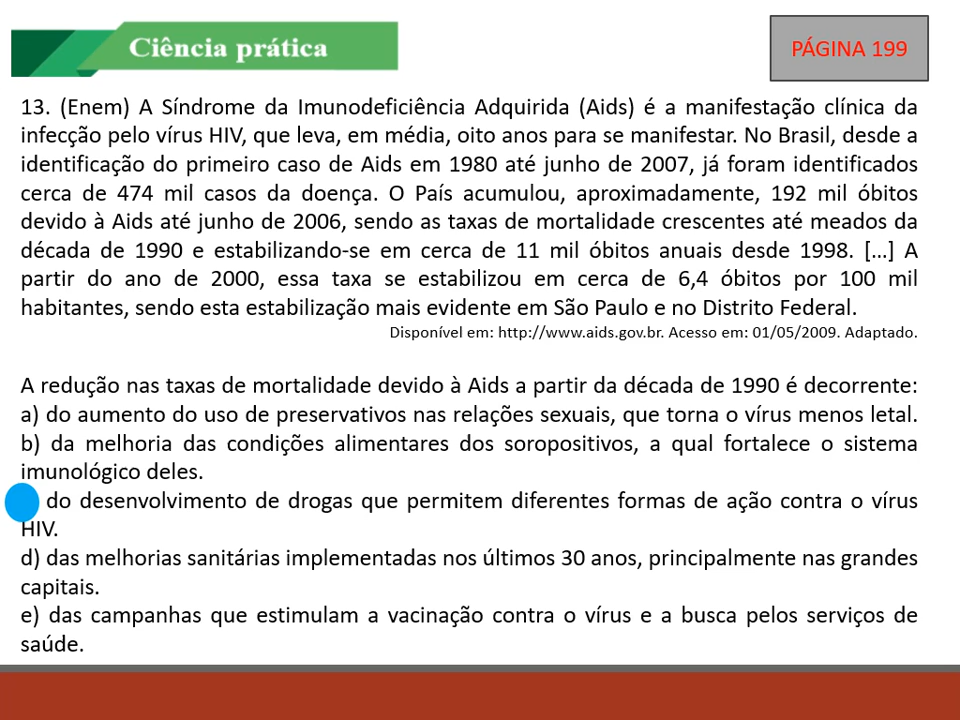 Ciência prática
PÁGINA 199
13. (Enem) A Síndrome da Imunodeficiência Adquirida (Aids) é a manifestação clínica da
infecção pelo vírus HIV, que leva, em média, oito anos para se manifestar. No Brasil, desde a
identificação do primeiro caso de Aids em 1980 até junho de 2007, já foram identificados
cerca de 474 mil casos da doença. O País acumulou, aproximadamente, 192 mil óbitos
devido à Aids até junho de 2006, sendo as taxas de mortalidade crescentes até meados da
década de 1990 e estabilizando-se em cerca de 11 mil óbitos anuais desde 1998. [...] A
partir do ano de 2000, essa taxa se estabilizou em cerca de 6,4 óbitos por 100 mil
habitantes, sendo esta estabilização mais evidente em São Paulo e no Distrito Federal.
Disponível em: http://www.aids.gov.br. Acesso em: 01/05/2009. Adaptado.
A redução nas taxas de mortalidade devido à Aids a partir da década de 1990 é decorrente:
a) do aumento do uso de preservativos nas relações sexuais, que torna o vírus menos letal.
b) da melhoria das condições alimentares dos soropositivos, a qual fortalece o sistema
imunológico deles.
do desenvolvimento de drogas que permitem diferentes formas de ação contra o vírus
HIV.
d) das melhorias sanitárias implementadas nos últimos 30 anos, principalmente nas grandes
capitais.
e) das campanhas que estimulam a vacinação contra o vírus e a busca pelos serviços de
saúde.